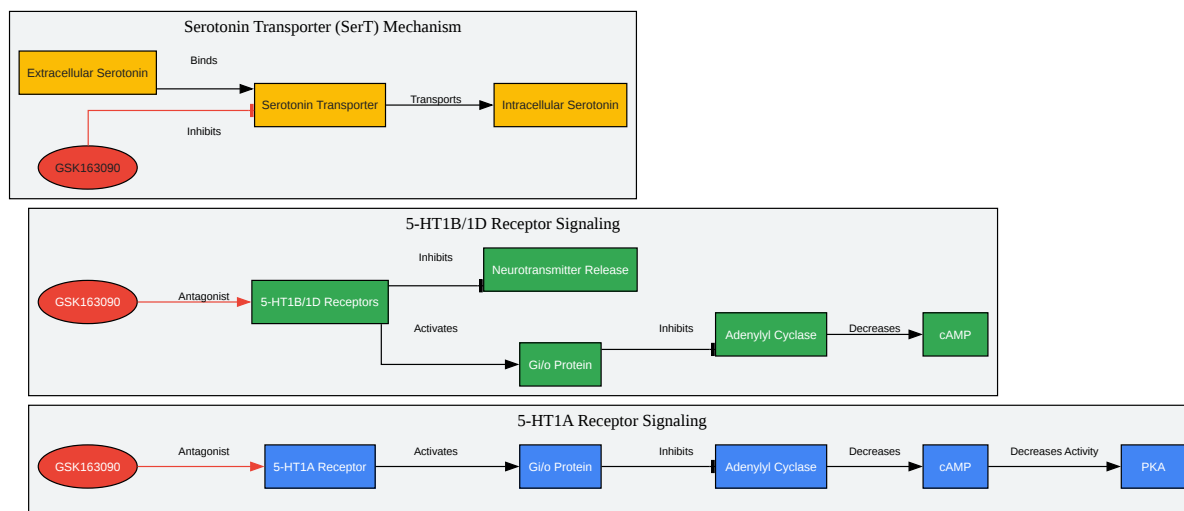 Serotonin Transporter (SerT) Mechanism
Extracellular Serotonin
Binds
Serotonin Transporter
Transports
Intracellular Serotonin
Inhibits
GSK163090
5-HT1B/1D Receptor Signaling
GSK163090
Antagonist
5-HT1B/1D Receptors
Inhibits
Neurotransmitter Release
Activates
Gi/o Protein
Inhibits
Adenylyl Cyclase
Decreases
cAMP
5-HT1A Receptor Signaling
GSK163090
Antagonist
5-HT1A Receptor
Activates
Gi/o Protein
Inhibits
Adenylyl Cyclase
Decreases
cAMP
Decreases Activity
PKA